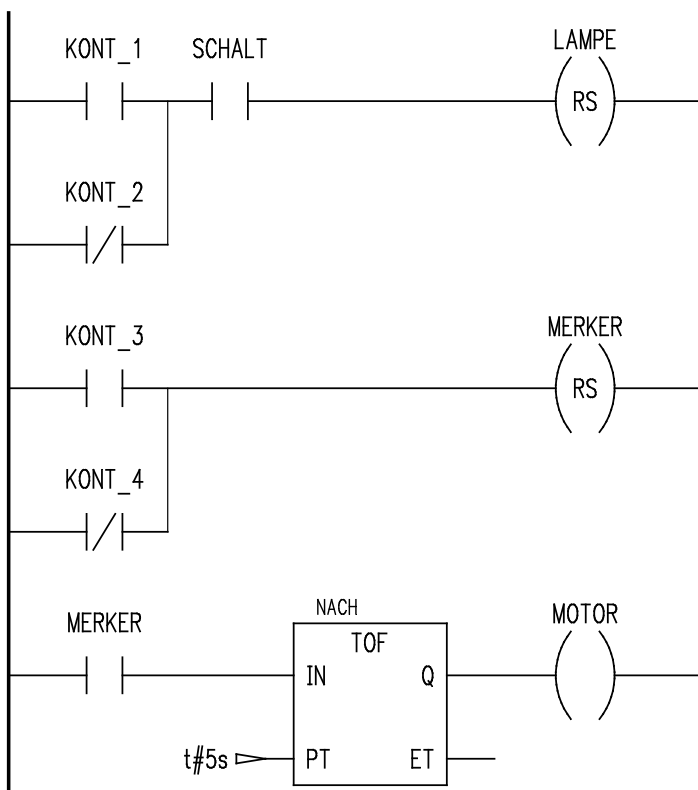 KONT_1 SCHALT LAMPE
RS
KONT_2
KONT_3 MERKER
RS
KONT_4
MERKER NACH MOTOR
TOF
IN Q
t#5s PT ET